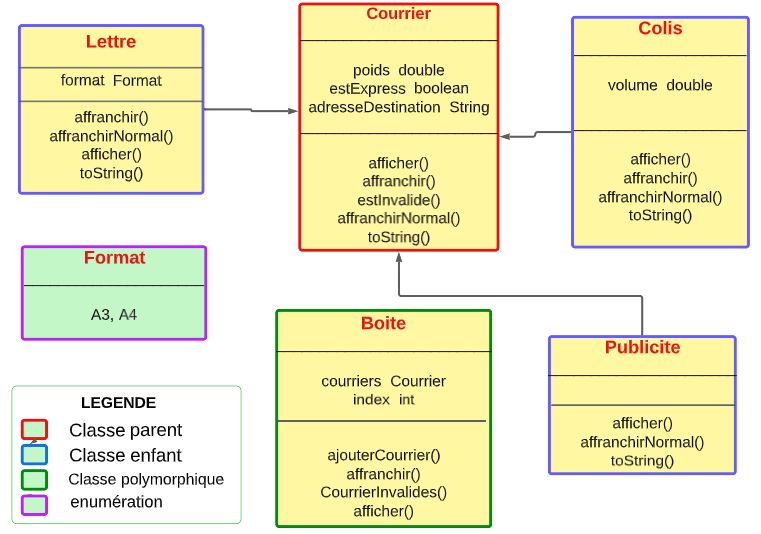 Lettre
format Format
affranchir()
affranchirNormal()
afficher()
toString()
Courrier
poids double
estExpress boolean
adresseDestination String
afficher()
affranchir()
estInvalide()
affranchirNormal()
toString()
Colis
volume double
afficher()
affranchir()
affranchirNormal()
toString()
Format
A3, A4
Boite
courriers Courrier
index int
ajouterCourrier()
affranchir()
CourrierInvalides()
afficher()
Publicite
afficher()
affranchirNormal()
toString()
LEGENDE
Classe parent
Classe enfant
Classe polymorphique
enumération